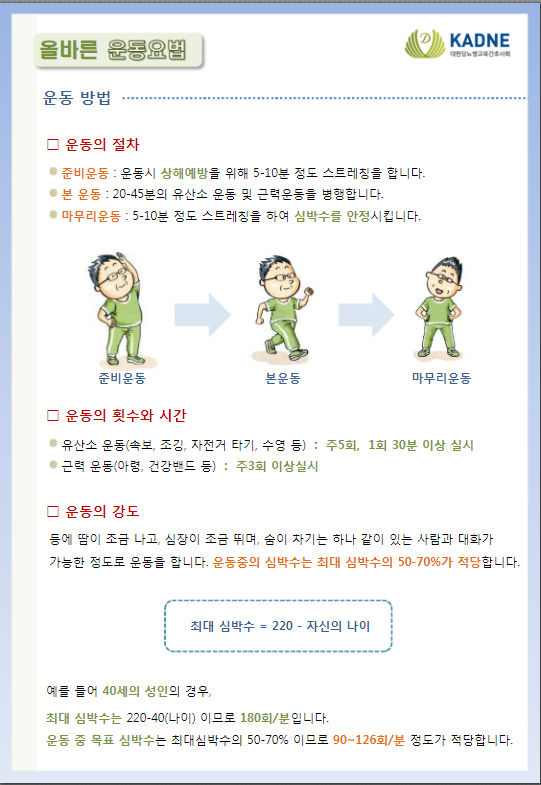 올바른 운동요법
KADNE
대한당뇨병교육간호사회
운동 방법
□ 운동의 절차
준비운동 : 운동시 상해예방을 위해 5-10분 정도 스트레칭을 합니다.
본 운동 : 20-45분의 유산소 운동 및 근력운동을 병행합니다.
마무리운동 : 5-10분 정도 스트레칭을 하여 심박수를 안정시킵니다.
준비운동 본운동 마무리운동
□ 운동의 횟수와 시간
유산소 운동(속보, 조깅, 자전거 타기, 수영 등) : 주5회, 1회 30분 이상 실시
근력 운동(아령, 건강밴드 등) : 주3회 이상실시
□ 운동의 강도
등에 땀이 조금 나고, 심장이 조금 뛰며, 숨이 차기는 하나 같이 있는 사람과 대화가
가능한 정도로 운동을 합니다. 운동중의 심박수는 최대 심박수의 50-70%가 적당합니다.
최대 심박수 = 220 - 자신의 나이
예를 들어 40세의 성인의 경우,
최대 심박수는 220-40(나이) 이므로 180회/분입니다.
운동 중 목표 심박수는 최대심박수의 50-70% 이므로 90~126회/분 정도가 적당합니다.